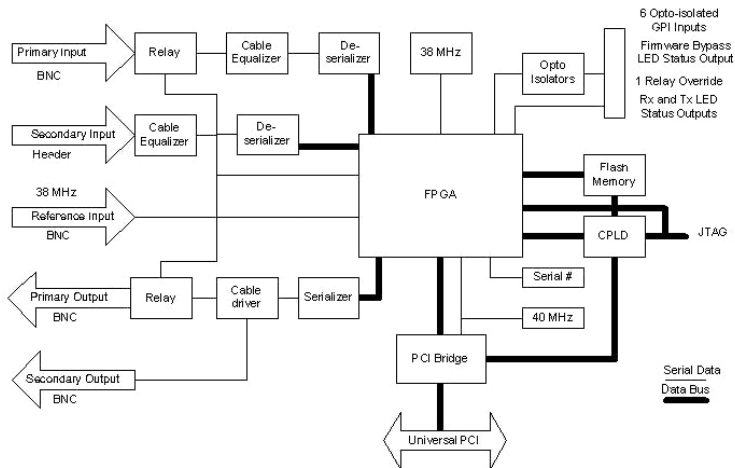 6 Opto-isolated
GPI Inputs
Firmware Bypass
LED Status Output
1 Relay Override
Rx and Tx LED
Status Outputs
Primary Input
BNC
Relay
Cable
Equalizer
De-
serializer
38 MHz
Opto
Isolators
Secondary Input
Header
Cable
Equalizer
De-
serializer
FPGA
Flash
Memory
38 MHz
Reference Input
BNC
CPLD
JTAG
Primary Output
BNC
Relay
Cable
driver
Serializer
Serial #
40 MHz
PCI Bridge
Secondary Output
BNC
Serial Data
Data Bus
Universal PCI